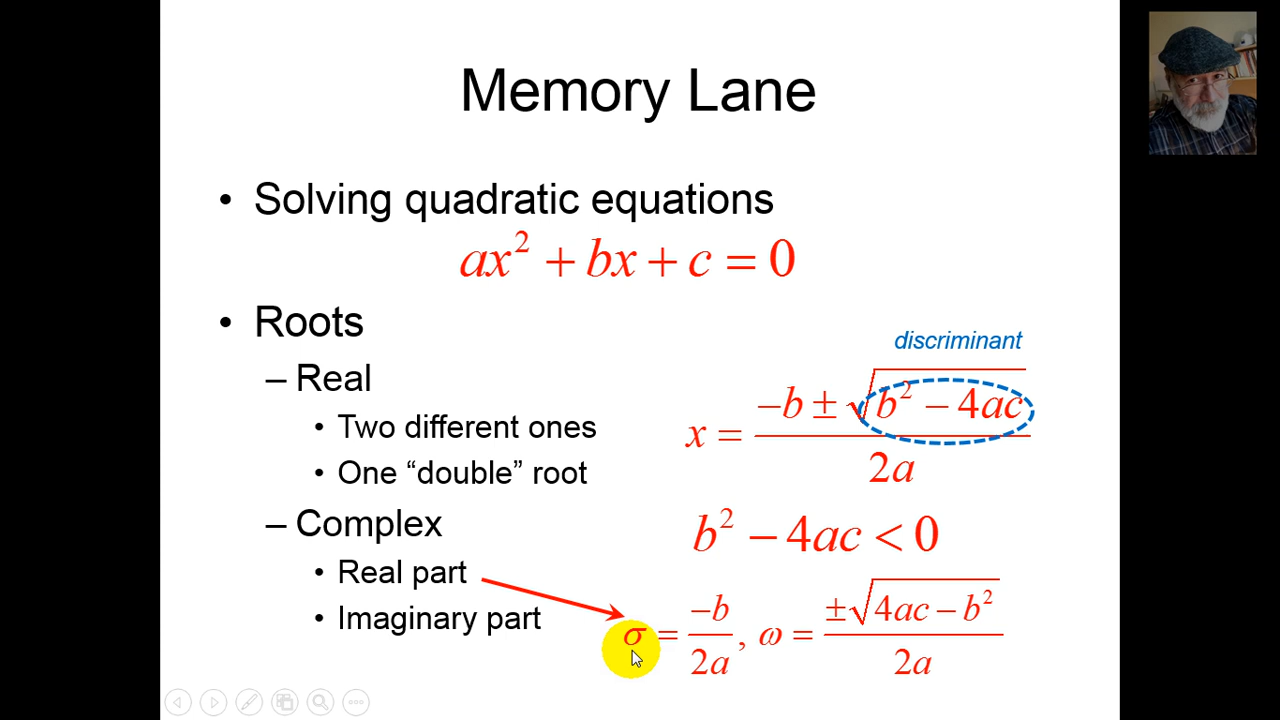 Memory Lane
• Solving quadratic equations
ax² + bx + c = 0
• Roots
– Real
• Two different ones
• One “double” root
discriminant
x = (−b ± √(b² − 4ac)) / 2a
– Complex
b² − 4ac < 0
• Real part
• Imaginary part
σ = −b / 2a, ω = ±√(4ac − b²) / 2a